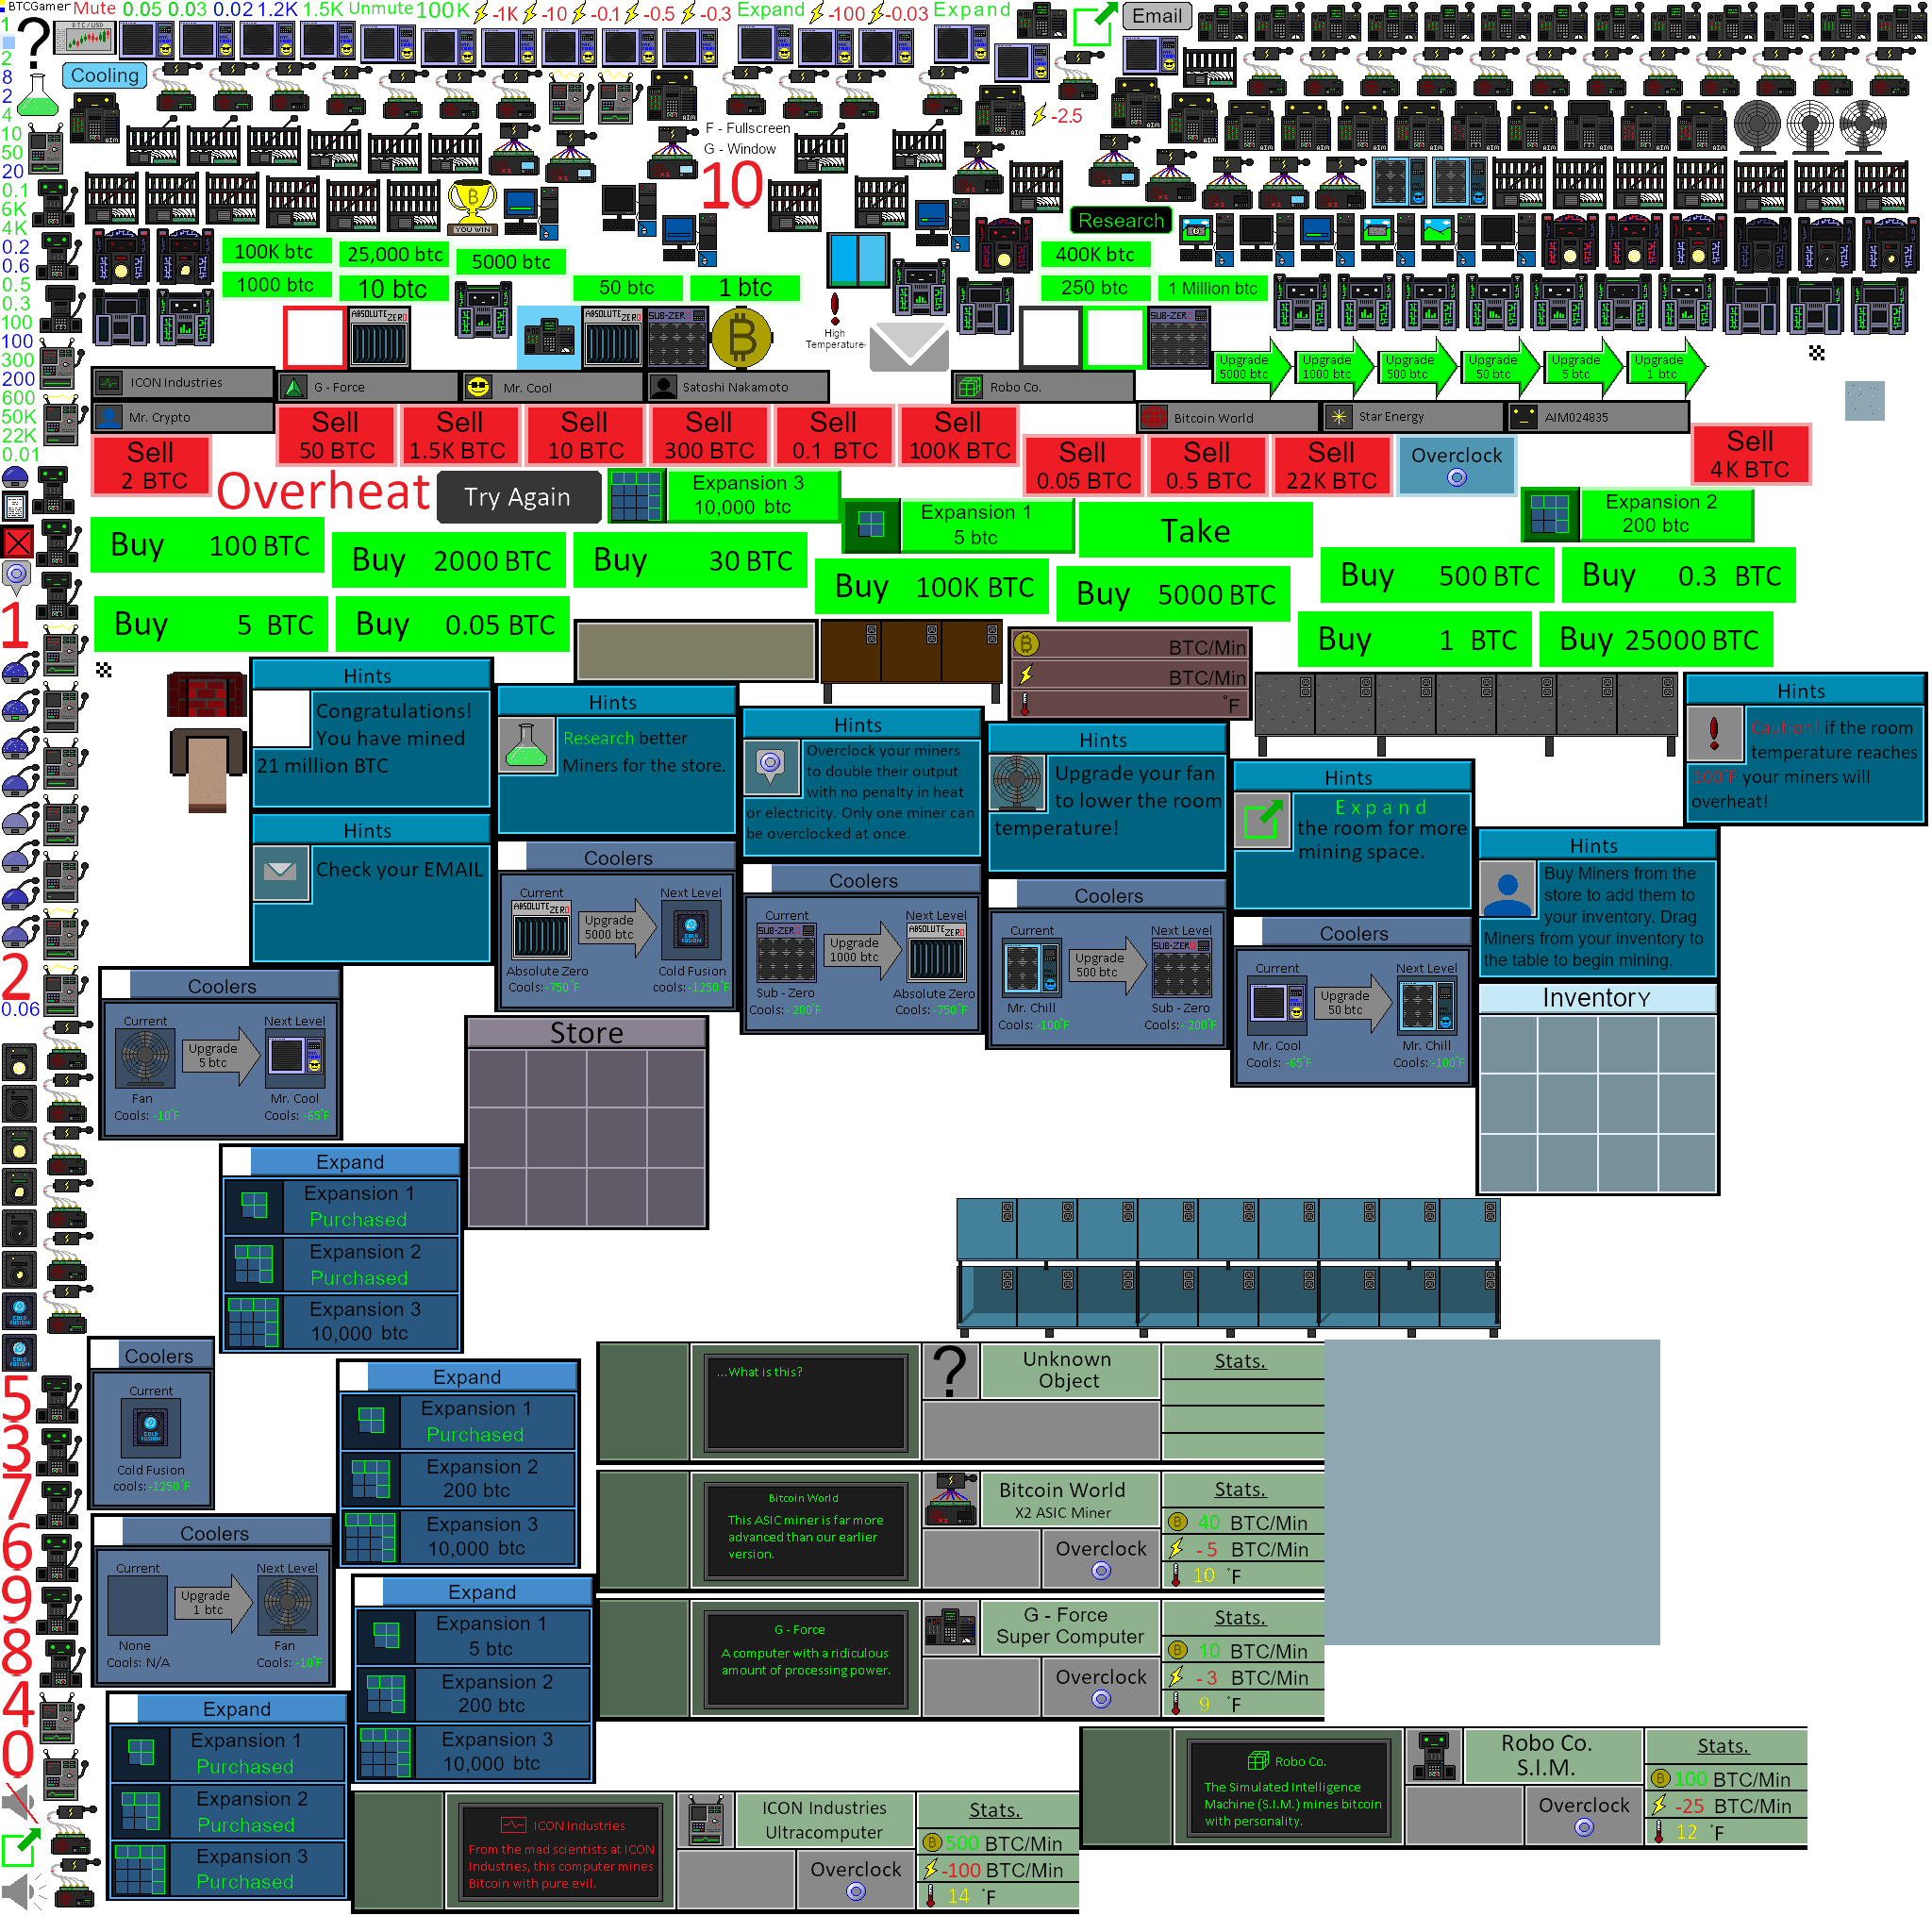 BTCGamer Mute 0.05 0.03 0.02 1.2K 1.5K Unmute 100K -1K -10 -0.1 -0.5 -0.3 Expand -100 -0.03 Expand
Email
BTC/USD
2
Cooling
8
2
4
10
50
20
0.1
6K
4K
0.2
0.6
0.5
0.3
100
100
300
200
600
50K
22K
0.01
-2.5
F - Fullscreen
G - Window
10
YOU WIN
Research
100K btc
25,000 btc
5000 btc
400K btc
1000 btc
10 btc
50 btc
1 btc
250 btc
1 Million btc
High
Temperature
ABSOLUTE ZERO
ABSOLUTE ZERO
SUB-ZERO
SUB-ZERO
Upgrade
5000 btc
Upgrade
1000 btc
Upgrade
500 btc
Upgrade
50 btc
Upgrade
5 btc
Upgrade
1 btc
ICON Industries
G - Force
Mr. Cool
Satoshi Nakamoto
Robo Co.
Mr. Crypto
Bitcoin World
Star Energy
AIM024835
Sell
2 BTC
Sell
50 BTC
Sell
1.5K BTC
Sell
10 BTC
Sell
300 BTC
Sell
0.1 BTC
Sell
100K BTC
Sell
0.05 BTC
Sell
0.5 BTC
Sell
22K BTC
Overclock
Sell
4K BTC
Overheat
Try Again
Expansion 3
10,000 btc
Expansion 1
5 btc
Take
Expansion 2
200 btc
Buy 100 BTC
Buy 2000 BTC
Buy 30 BTC
Buy 100K BTC
Buy 5000 BTC
Buy 500 BTC
Buy 0.3 BTC
Buy 5 BTC
Buy 0.05 BTC
Buy 1 BTC
Buy 25000 BTC
1
BTC/Min
BTC/Min
°F
Hints
Congratulations!
You have mined
21 million BTC
Hints
Research better
Miners for the store.
Hints
Overclock your miners
to double their output
with no penalty in heat
or electricity. Only one miner can
be overclocked at once.
Hints
Upgrade your fan
to lower the room
temperature!
Hints
Expand
the room for more
mining space.
Hints
Caution! if the room
temperature reaches
100°F your miners will
overheat!
Hints
Check your EMAIL
Hints
Buy Miners from the
store to add them to
your inventory. Drag
Miners from your inventory to
the table to begin mining.
Coolers
Current
Next Level
ABSOLUTE ZERO
Upgrade
5000 btc
COLD FUSION
Absolute Zero
Cools: -750°F
Cold Fusion
cools: -1250°F
Coolers
Current
Next Level
SUB-ZERO
Upgrade
1000 btc
ABSOLUTE ZERO
Sub - Zero
Cools: - 200°F
Absolute Zero
Cools: -750°F
Coolers
Current
Next Level
Upgrade
500 btc
SUB-ZERO
Mr. Chill
Cools: -100°F
Sub - Zero
Cools: - 200°F
Coolers
Current
Next Level
Upgrade
50 btc
Mr. Cool
Cools: -65°F
Mr. Chill
Cools: -100°F
Inventory
2
0.06
Coolers
Current
Next Level
Upgrade
5 btc
Fan
Cools: -10°F
Mr. Cool
Cools: -65°F
Store
Expand
Expansion 1
Purchased
Expansion 2
Purchased
Expansion 3
10,000 btc
COLD FUSION
COLD FUSION
Coolers
Current
COLD FUSION
Cold Fusion
cools: -1250°F
Expand
Expansion 1
Purchased
Expansion 2
200 btc
Expansion 3
10,000 btc
...What is this?
?
Unknown
Object
Stats.
Bitcoin World
This ASIC miner is far more
advanced than our earlier
version.
Bitcoin World
X2 ASIC Miner
Overclock
Stats.
40 BTC/Min
-5 BTC/Min
10 °F
5
3
7
6
9
8
4
0
Coolers
Current
Next Level
Upgrade
1 btc
None
Cools: N/A
Fan
Cools: -10°F
Expand
Expansion 1
5 btc
Expansion 2
200 btc
Expansion 3
10,000 btc
G - Force
A computer with a ridiculous
amount of processing power.
G - Force
Super Computer
Overclock
Stats.
10 BTC/Min
-3 BTC/Min
9 °F
Expand
Expansion 1
Purchased
Expansion 2
Purchased
Expansion 3
Purchased
Robo Co.
The Simulated Intelligence
Machine (S.I.M.) mines bitcoin
with personality.
Robo Co.
S.I.M.
Overclock
Stats.
100 BTC/Min
-25 BTC/Min
12 °F
ICON Industries
From the mad scientists at ICON
Industries, this computer mines
Bitcoin with pure evil.
ICON Industries
Ultracomputer
Overclock
Stats.
500 BTC/Min
-100 BTC/Min
14 °F